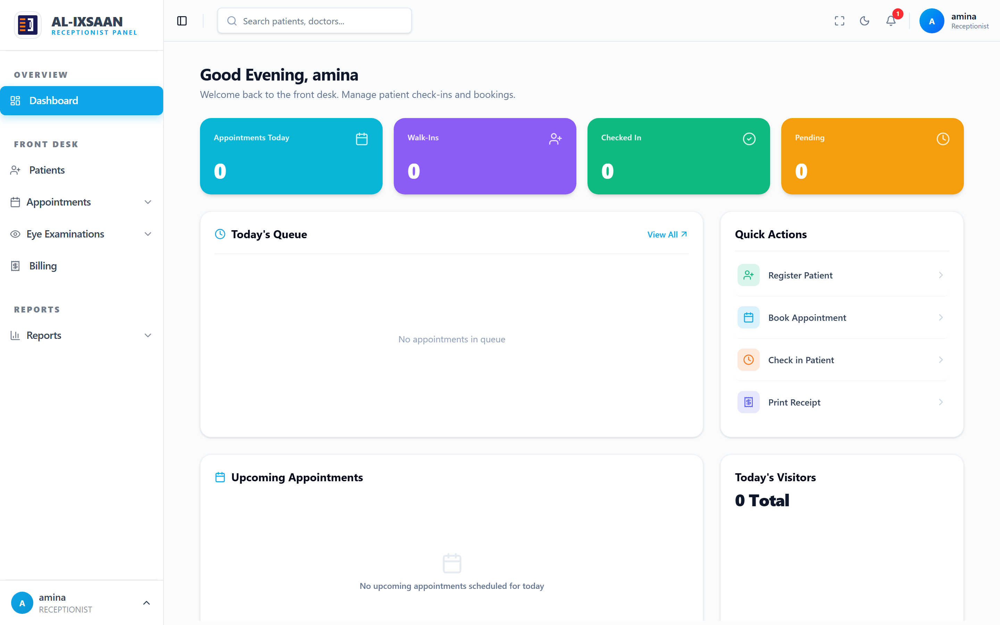 AL-IXSAAN
RECEPTIONIST PANEL
Search patients, doctors...
1
A
amina
Receptionist
OVERVIEW
Dashboard
FRONT DESK
Patients
Appointments
Eye Examinations
Billing
REPORTS
Reports
A
amina
RECEPTIONIST
Good Evening, amina
Welcome back to the front desk. Manage patient check-ins and bookings.
Appointments Today
0
Walk-Ins
0
Checked In
0
Pending
0
Today's Queue
View All
No appointments in queue
Quick Actions
Register Patient
Book Appointment
Check in Patient
Print Receipt
Upcoming Appointments
No upcoming appointments scheduled for today
Today's Visitors
0 Total